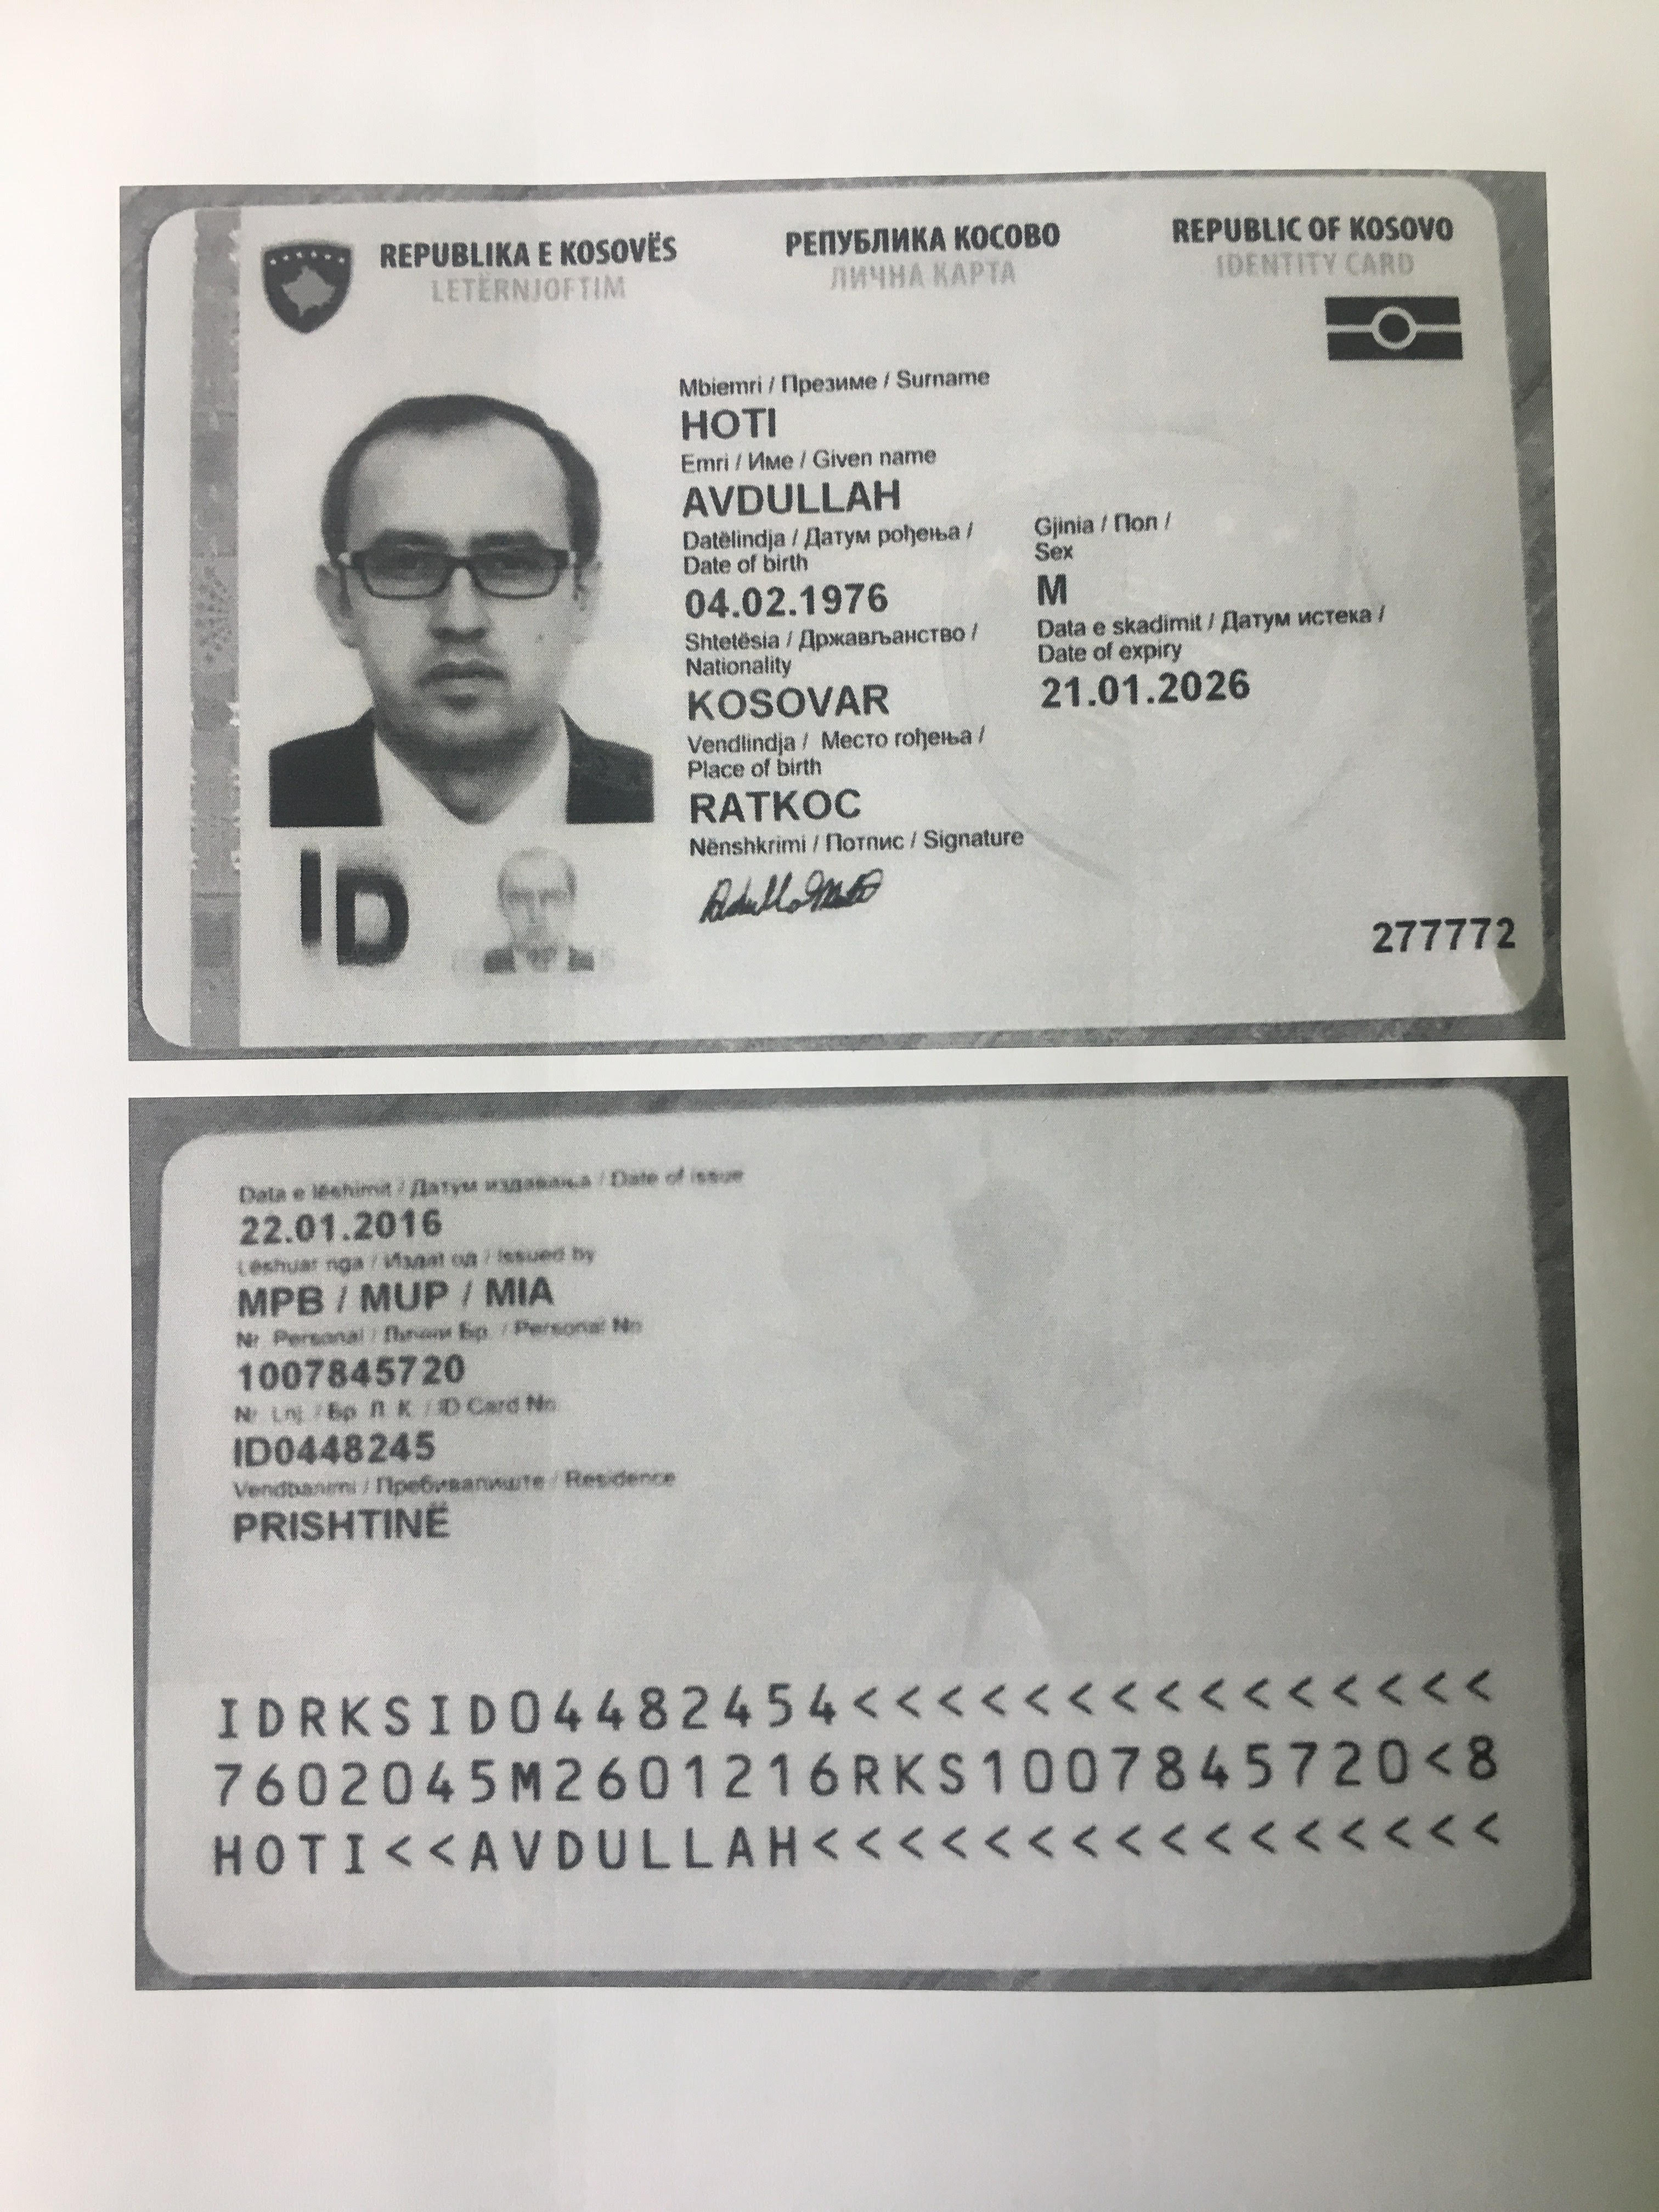 REPUBLIKA E KOSOVËS
LETËRNJOFTIM
РЕПУБЛИКА КОСОВО
ЛИЧНА КАРТА
REPUBLIC OF KOSOVO
IDENTITY CARD
Mbiemri / Презиме / Surname
HOTI
Emri / Име / Given name
AVDULLAH
Datëlindja / Датум рођења /
Date of birth
04.02.1976
Gjinia / Пол /
Sex
M
Shtetësia / Држављанство /
Nationality
KOSOVAR
Data e skadimit / Датум истека /
Date of expiry
21.01.2026
Vendlindja / Место гођења /
Place of birth
RATKOC
Nënshkrimi / Потпис / Signature
ID
277772
Data e lëshimit / Датум издавања / Date of issue
22.01.2016
Lëshuar nga / Издат од / Issued by
MPB / MUP / MIA
Nr. Personal / Лични Бр. / Personal No
1007845720
Nr. Lnj. / Бр. Л. К. / ID Card No
ID0448245
Vendbanimi / Пребивалиште / Residence
PRISHTINË
IDRKSID04482454<<<<<<<<<<<<<<<
7602045M2601216RKS1007845720<8
HOTI<<AVDULLAH<<<<<<<<<<<<<<<<